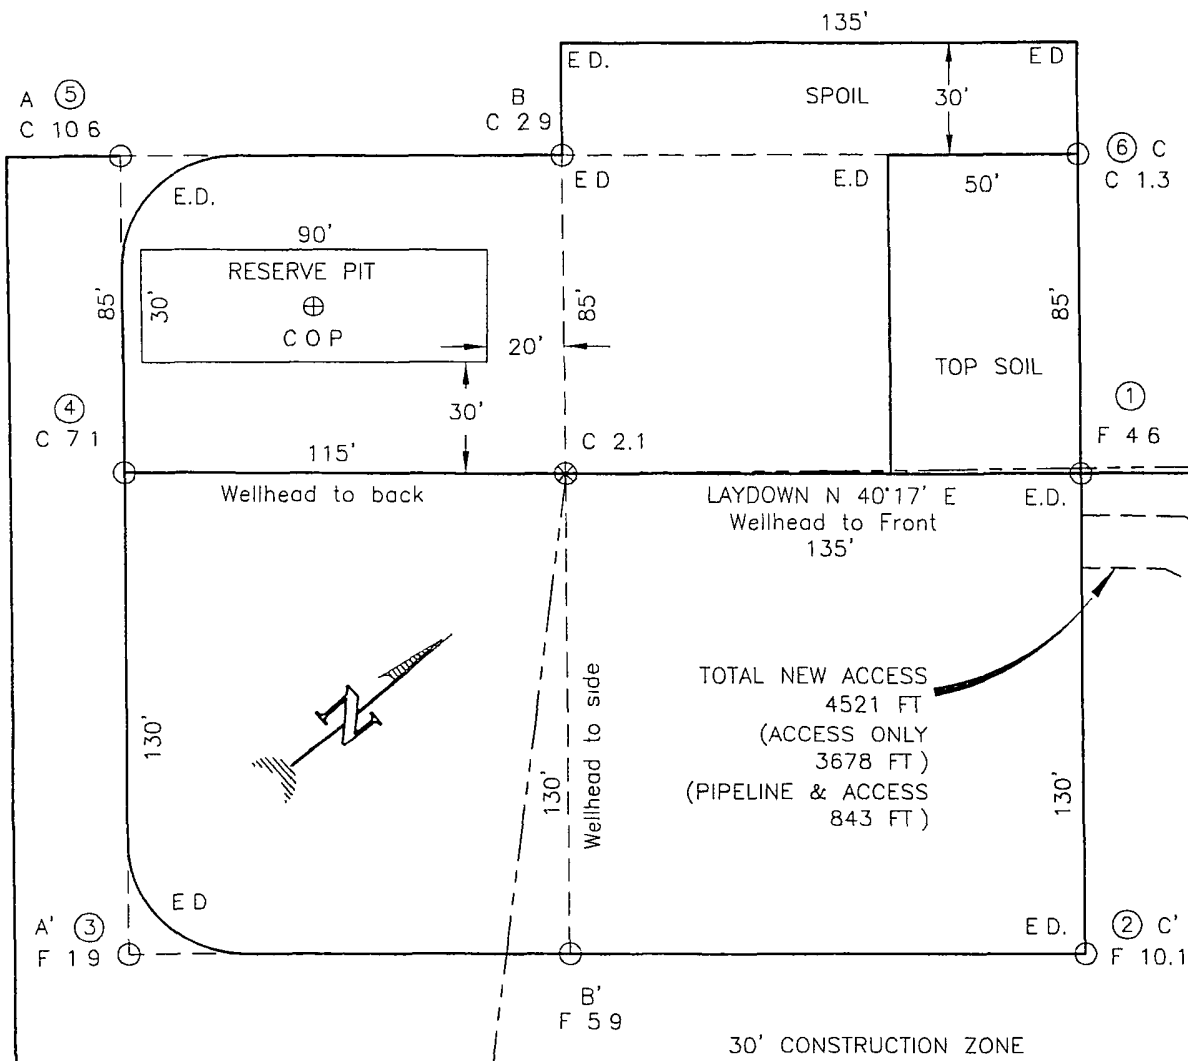 135'
E D.
E D
SPOIL
30'
A ⑤
C 10 6
B
C 2 9
⑥ C
C 1.3
E.D.
E D
E.D
50'
90'
RESERVE PIT
30'
C O P
85'
85'
85'
20'
TOP SOIL
30'
④
C 7 1
①
F 4 6
115'
C 2.1
Wellhead to back
LAYDOWN N 40°17' E
E.D.
Wellhead to Front
135'
N
TOTAL NEW ACCESS
4521 FT
(ACCESS ONLY
3678 FT )
(PIPELINE & ACCESS
843 FT )
130'
130'
Wellhead to side
130'
E D
E D.
A' ③
F 1 9
② C'
F 10.1
B'
F 5 9
30' CONSTRUCTION ZONE